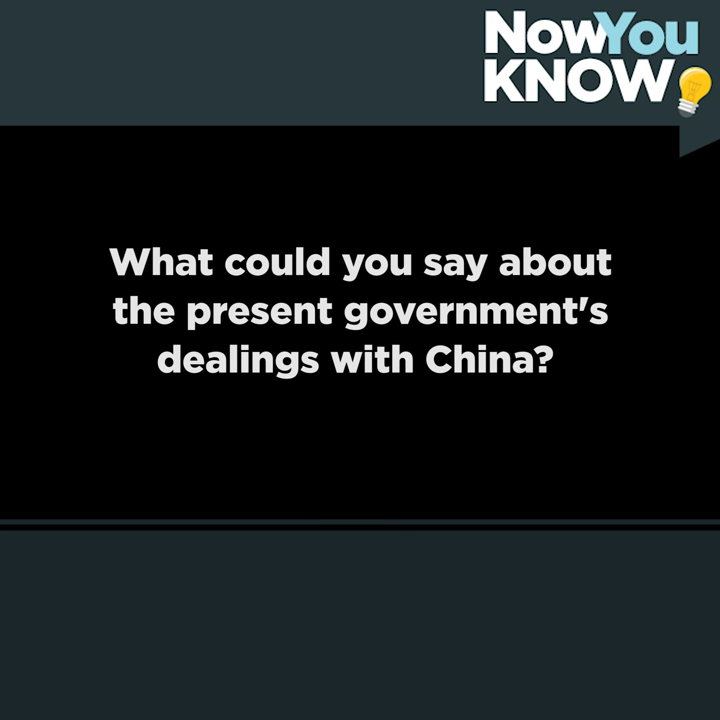 NowYou
KNOW
What could you say about
the present government's
dealings with China?